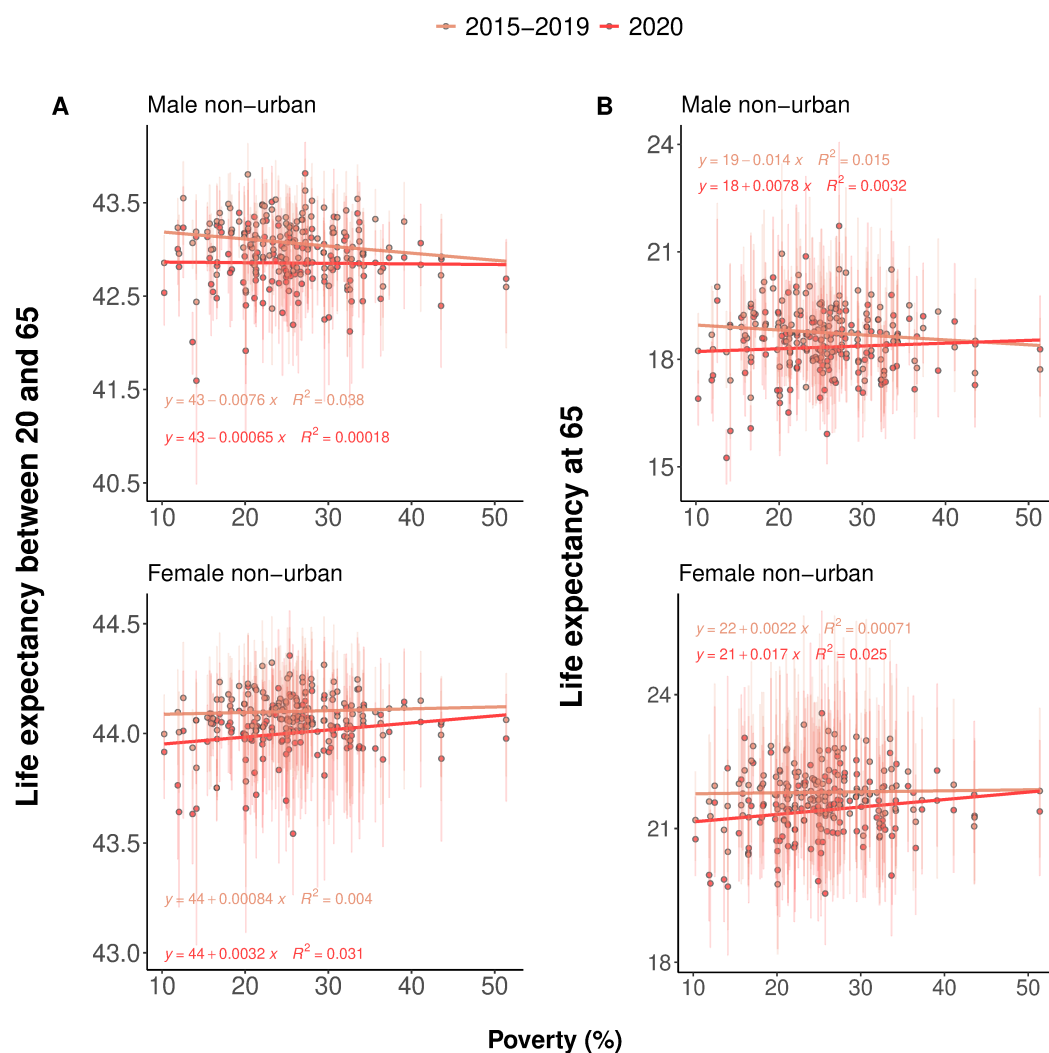 2015−2019 2020
A
Male non−urban
43.5
42.5
41.5
40.5
y = 43 − 0.0076 x R2 = 0.038
y = 43 − 0.00065 x R2 = 0.00018
10 20 30 40 50
B
Male non−urban
24
21
18
15
y = 19 − 0.014 x R2 = 0.015
y = 18 + 0.0078 x R2 = 0.0032
10 20 30 40 50
Female non−urban
44.5
44.0
43.5
43.0
y = 44 + 0.00084 x R2 = 0.004
y = 44 + 0.0032 x R2 = 0.031
10 20 30 40 50
Female non−urban
24
21
18
y = 22 + 0.0022 x R2 = 0.00071
y = 21 + 0.017 x R2 = 0.025
10 20 30 40 50
Life expectancy between 20 and 65
Life expectancy at 65
Poverty (%)